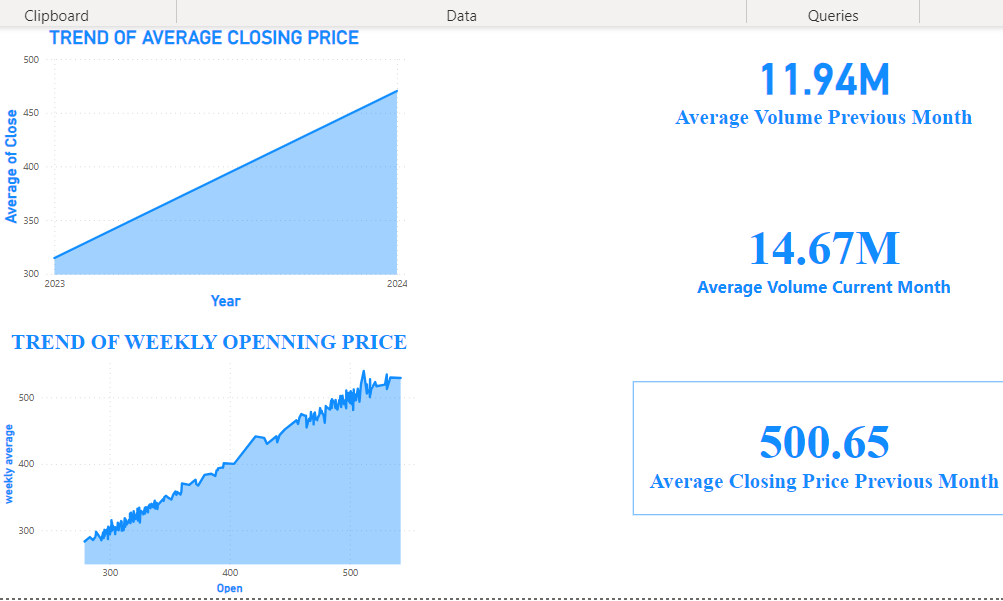 Clipboard
Data
Queries
TREND OF AVERAGE CLOSING PRICE
500
450
400
350
300
Average of Close
2023
2024
Year
11.94M
Average Volume Previous Month
14.67M
Average Volume Current Month
TREND OF WEEKLY OPENNING PRICE
500
400
300
weekly average
300
400
500
Open
500.65
Average Closing Price Previous Month